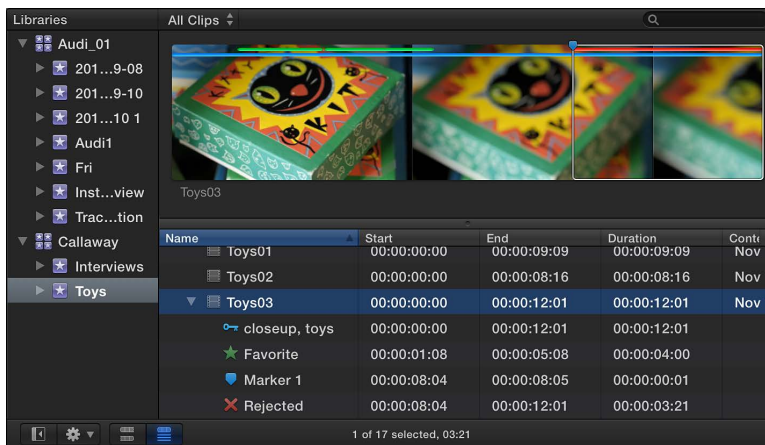 Libraries
All Clips
Audi_01
201...9-08
201...9-10
201...10 1
Audi1
Fri
Inst...view
Trac...tion
Callaway
Interviews
Toys
KIT
Toys03
Name Start End Duration Conte
Toys01 00:00:00:00 00:00:09:09 00:00:09:09 Nov
Toys02 00:00:00:00 00:00:08:16 00:00:08:16 Nov
Toys03 00:00:00:00 00:00:12:01 00:00:12:01 Nov
closeup, toys 00:00:00:00 00:00:12:01 00:00:12:01
Favorite 00:00:01:08 00:00:05:08 00:00:04:00
Marker 1 00:00:08:04 00:00:08:05 00:00:00:01
Rejected 00:00:08:04 00:00:12:01 00:00:03:21
1 of 17 selected, 03:21